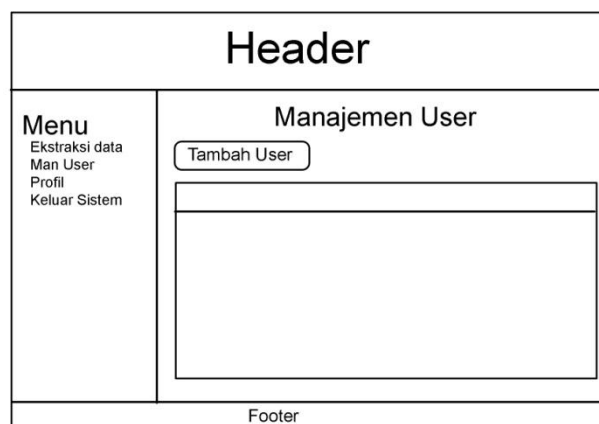 Header
Menu
Ekstraksi data
Man User
Profil
Keluar Sistem
Manajemen User
Tambah User
Footer